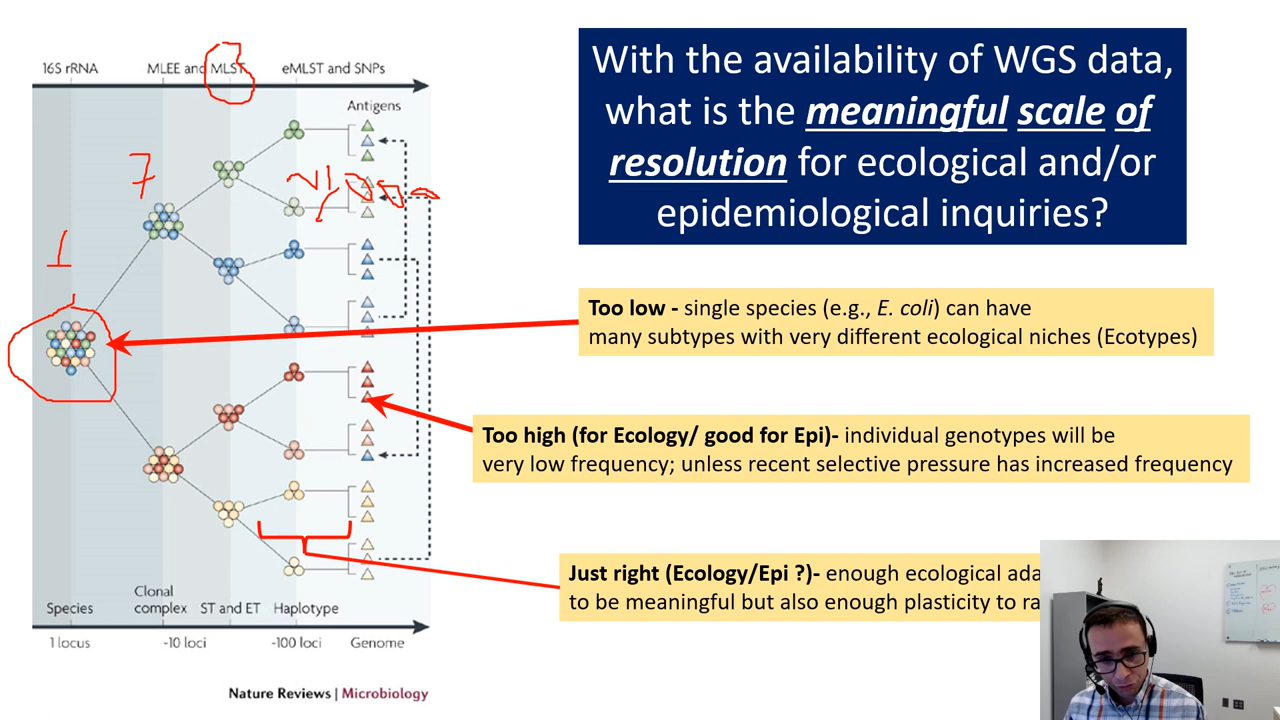 16S rRNA
MLEE and MLST
eMLST and SNPs
Antigens
7
1
Species
Clonal
complex
ST and ET
Haplotype
1 locus
~10 loci
~100 loci
Genome
Nature Reviews | Microbiology
With the availability of WGS data,
what is the meaningful scale of
resolution for ecological and/or
epidemiological inquiries?
Too low - single species (e.g., E. coli) can have
many subtypes with very different ecological niches (Ecotypes)
Too high (for Ecology/ good for Epi)- individual genotypes will be
very low frequency; unless recent selective pressure has increased frequency
Just right (Ecology/Epi ?)- enough ecological ada
to be meaningful but also enough plasticity to ra